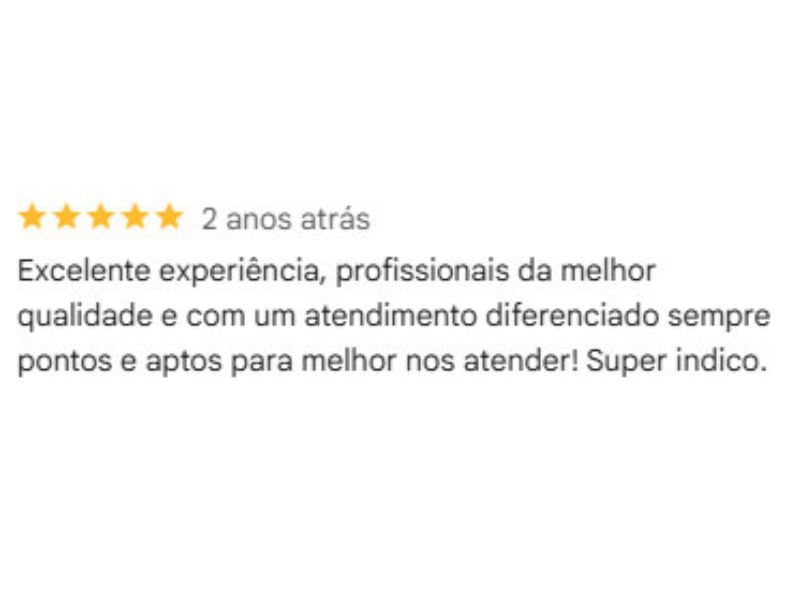 2 anos atrás
Excelente experiência, profissionais da melhor
qualidade e com um atendimento diferenciado sempre
pontos e aptos para melhor nos atender! Super indico.